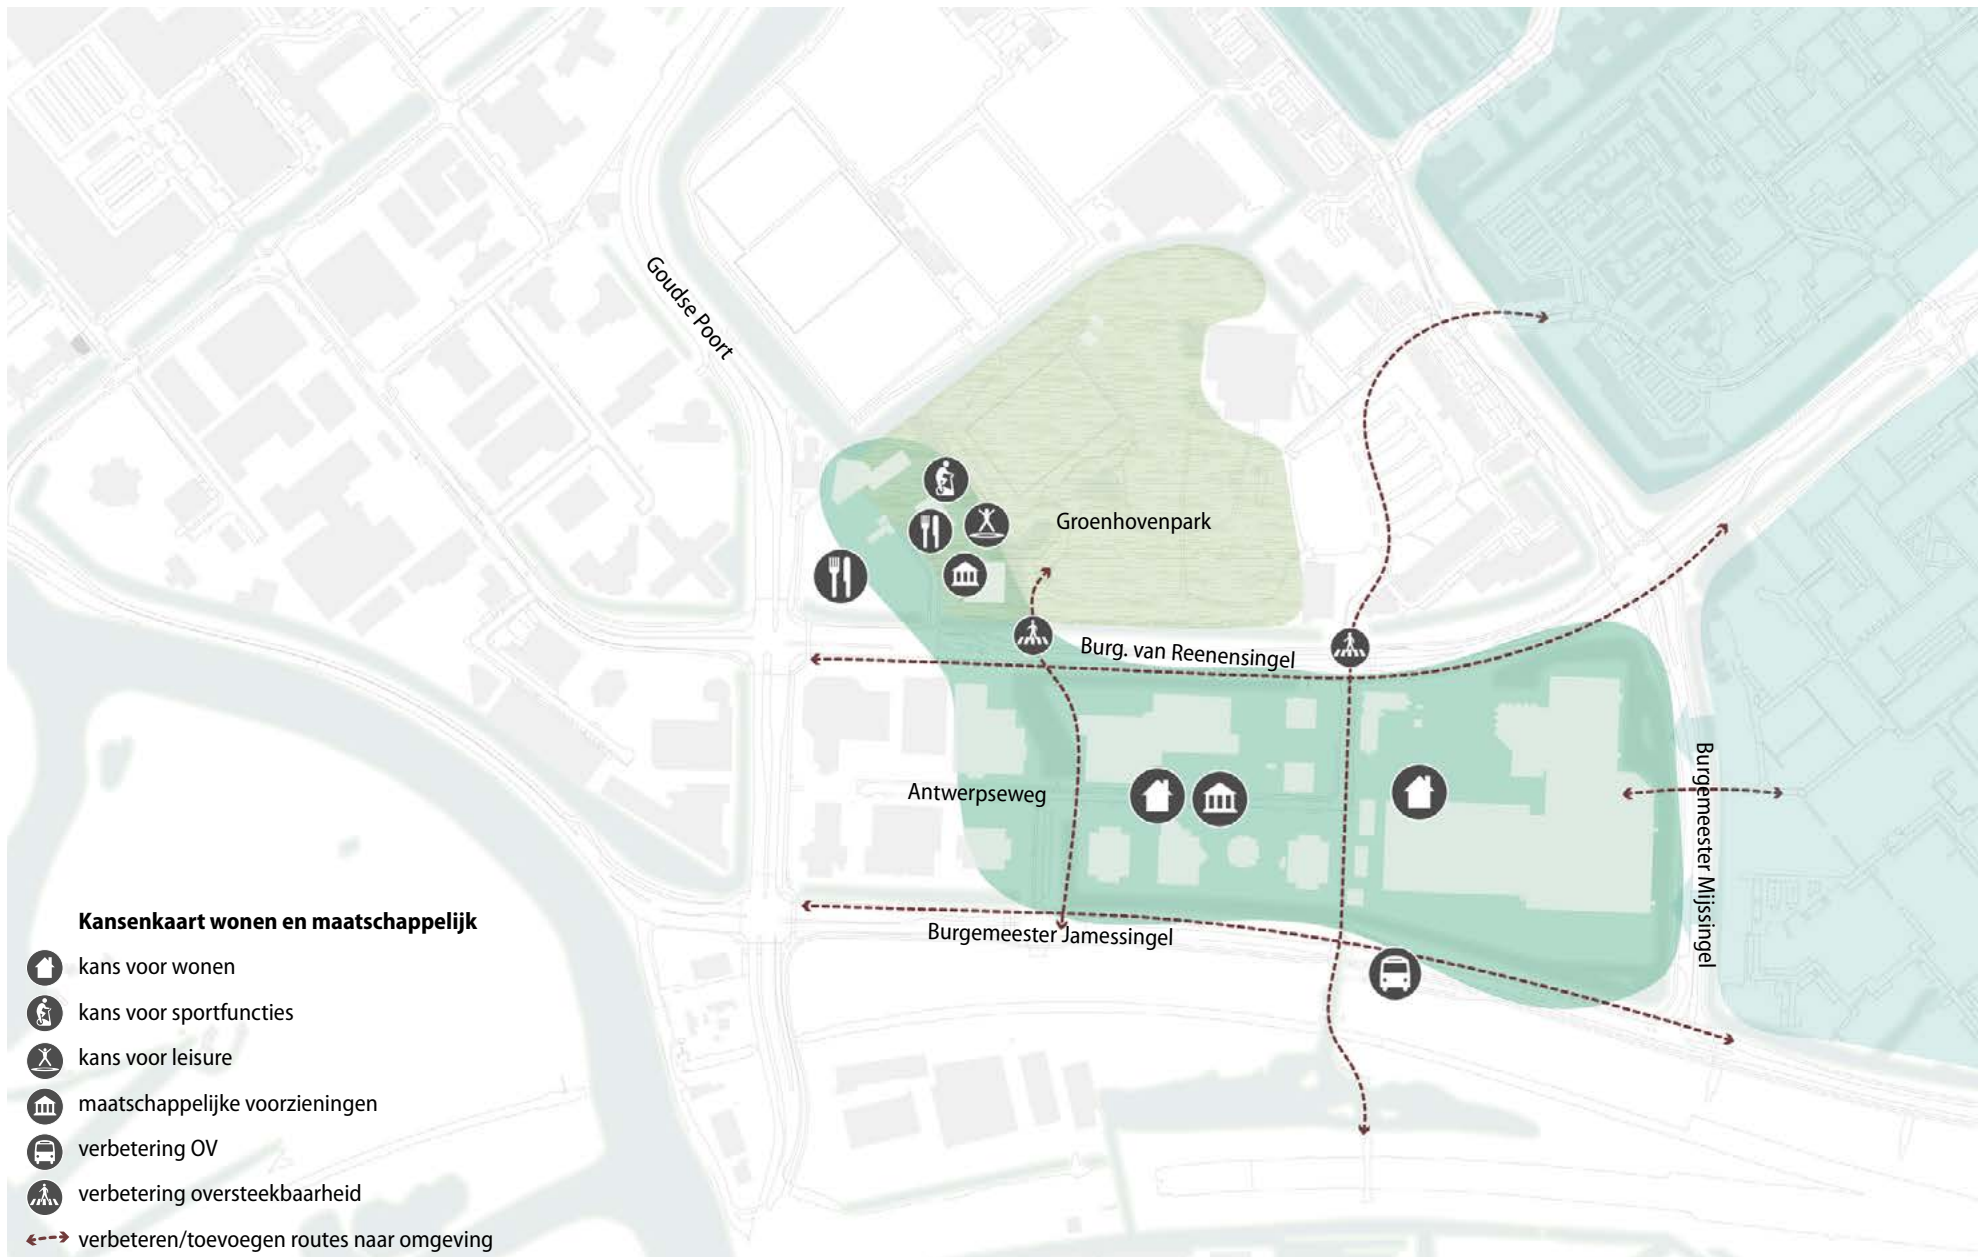 Goudse Poort
Groenhovenpark
Burg. van Reenensingel
Antwerpseweg
Burgemeester Mijssingel
Burgemeester Jamessingel
Kansenkaart wonen en maatschappelijk
kans voor wonen
kans voor sportfuncties
kans voor leisure
maatschappelijke voorzieningen
verbetering OV
verbetering oversteekbaarheid
verbeteren/toevoegen routes naar omgeving